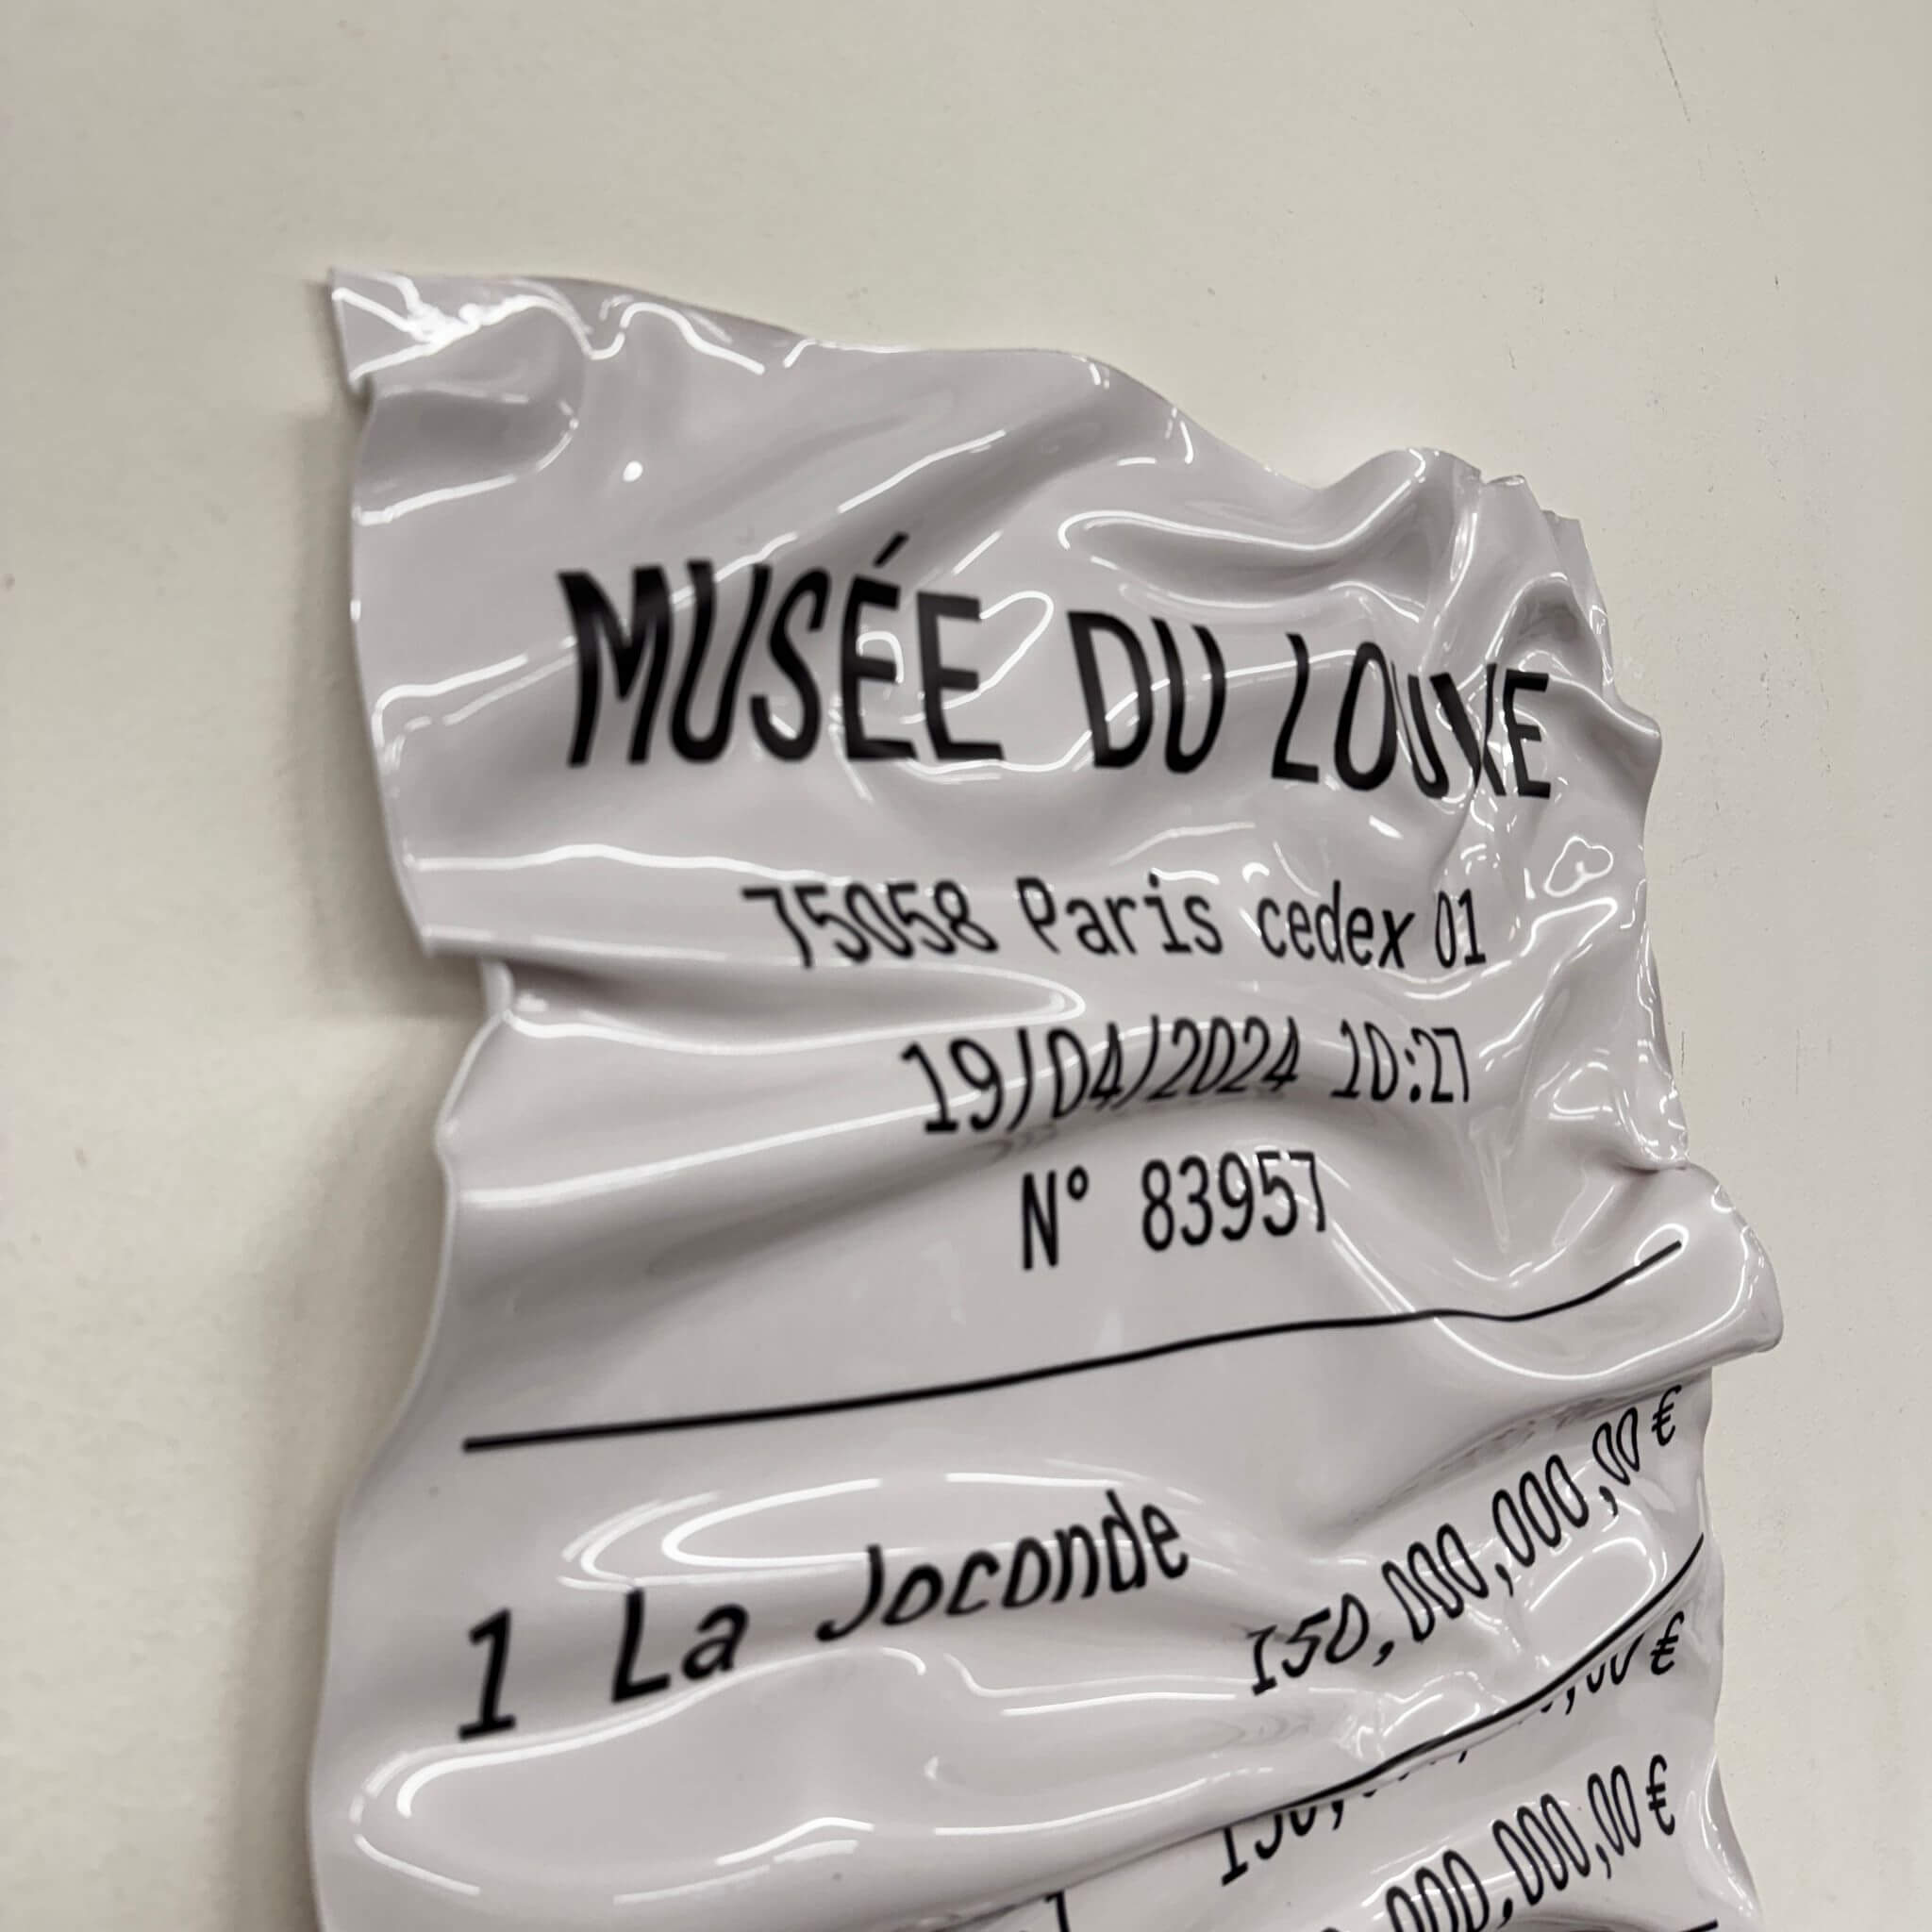 MUSÉE DU LOUVRE
75058 Paris cedex 01
19/04/2024 10:27
N° 83957
1 La Joconde 150,000,000,00 €